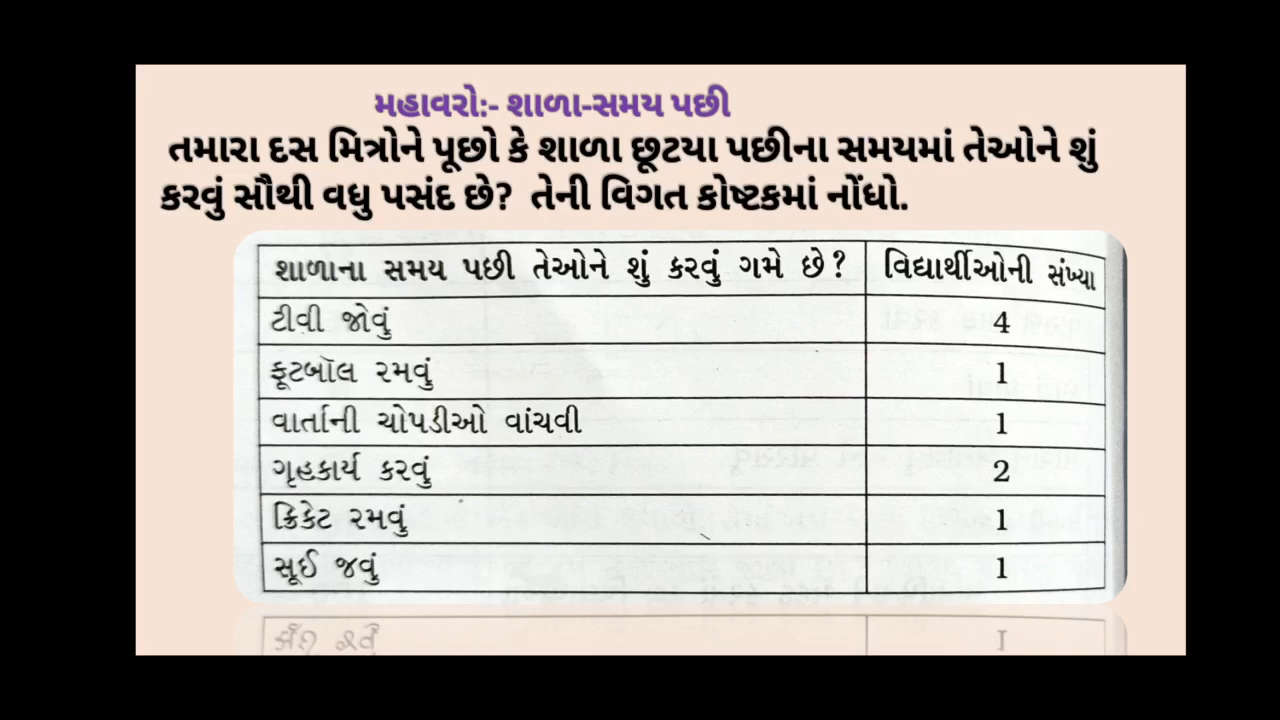 મહાવરો:- શાળા-સમય પછી
તમારા દસ મિત્રોને પૂછો કે શાળા છૂટયા પછીના સમયમાં તેઓને શું
કરવું સૌથી વધુ પસંદ છે? તેની વિગત કોષ્ટકમાં નોંધો.
શાળાના સમય પછી તેઓને શું કરવું ગમે છે? વિદ્યાર્થીઓની સંખ્યા
ટીવી જોવું 4
ફૂટબૉલ રમવું 1
વાર્તાની ચોપડીઓ વાંચવી 1
ગૃહકાર્ય કરવું 2
ક્રિકેટ રમવું 1
સૂઈ જવું 1